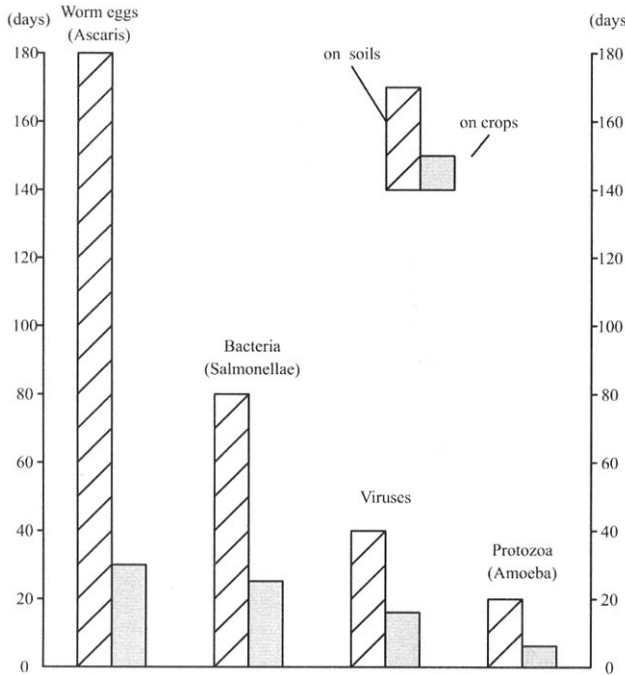 (days)
Worm eggs
(Ascaris)
(days
180
180
on soils
160
160
on crops
140
140
120
120
100
100
Bacteria
(Salmonellae)
80
80
60
60
Viruses
40
40
Protozoa
(Amoeba)
20
20
0
0